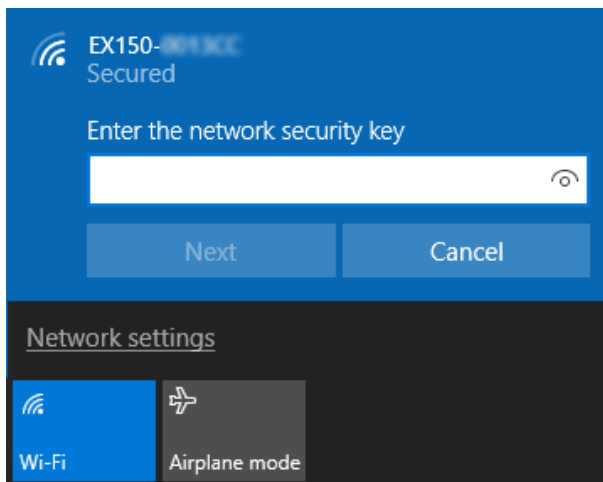 EX150-
Secured
Enter the network security key
Next
Cancel
Network settings
Wi-Fi
Airplane mode